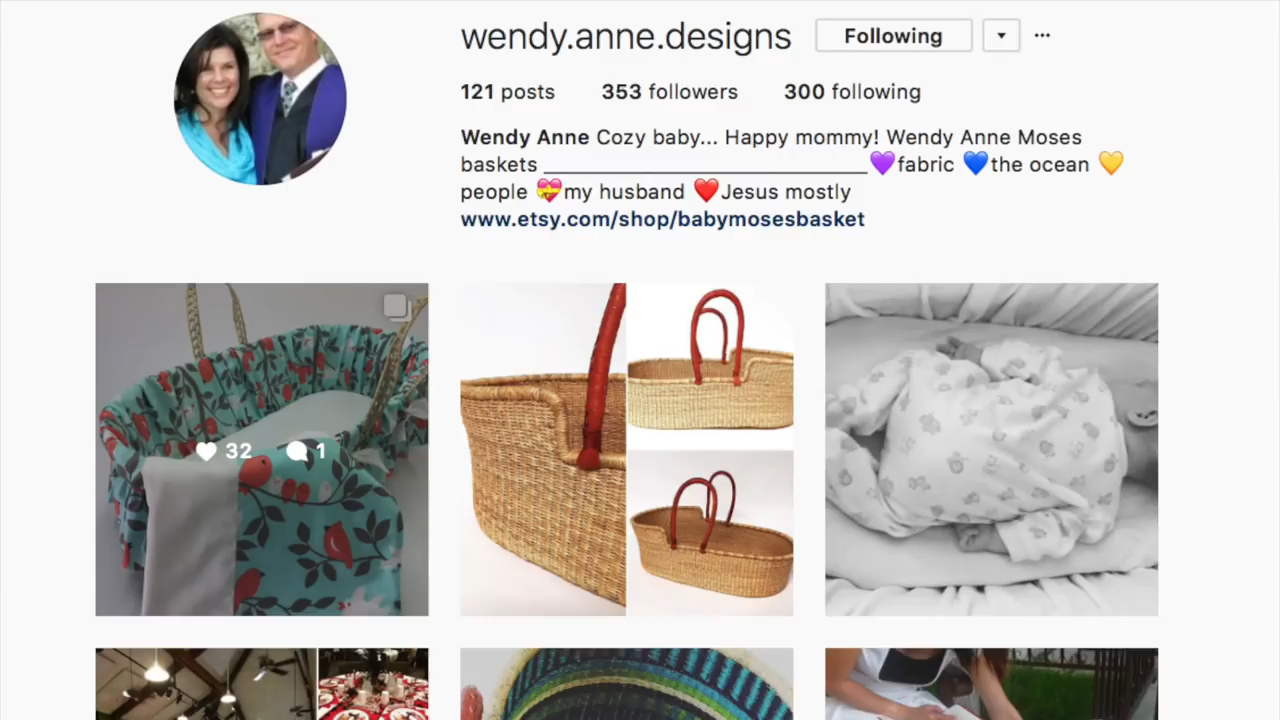 wendy.anne.designs Following
121 posts 353 followers 300 following
Wendy Anne Cozy baby... Happy mommy! Wendy Anne Moses
baskets ___________________________💜fabric 💙the ocean 💛
people 💝my husband ❤️Jesus mostly
www.etsy.com/shop/babymosesbasket
32 1